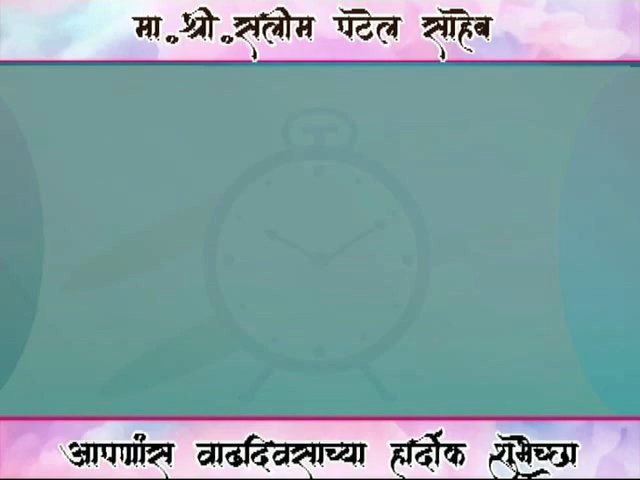 मा.श्री.सलीम पटेल साहेब
आपणांस वाढदिवसाच्या हार्दीक शुभेच्छा